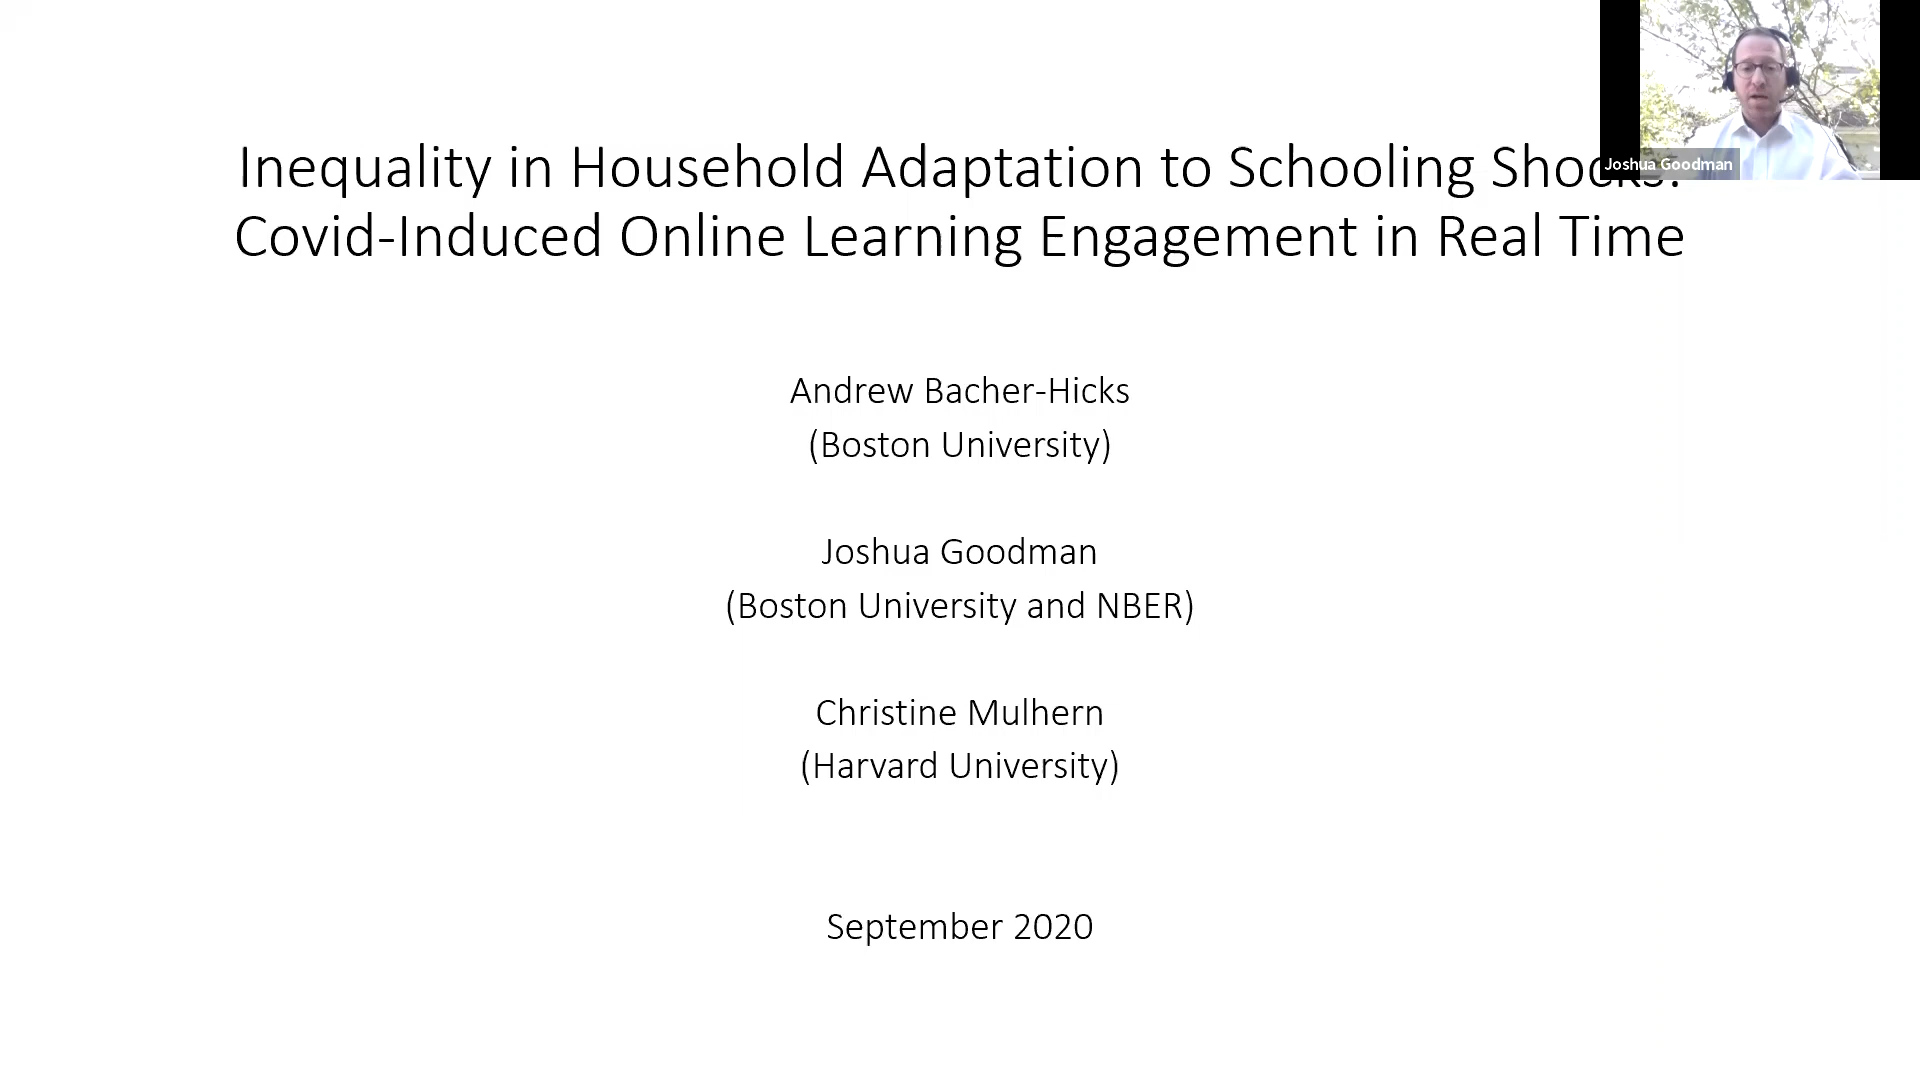 Inequality in Household Adaptation to Schooling Shocks:
Covid-Induced Online Learning Engagement in Real Time
Joshua Goodman
Andrew Bacher-Hicks
(Boston University)
Joshua Goodman
(Boston University and NBER)
Christine Mulhern
(Harvard University)
September 2020